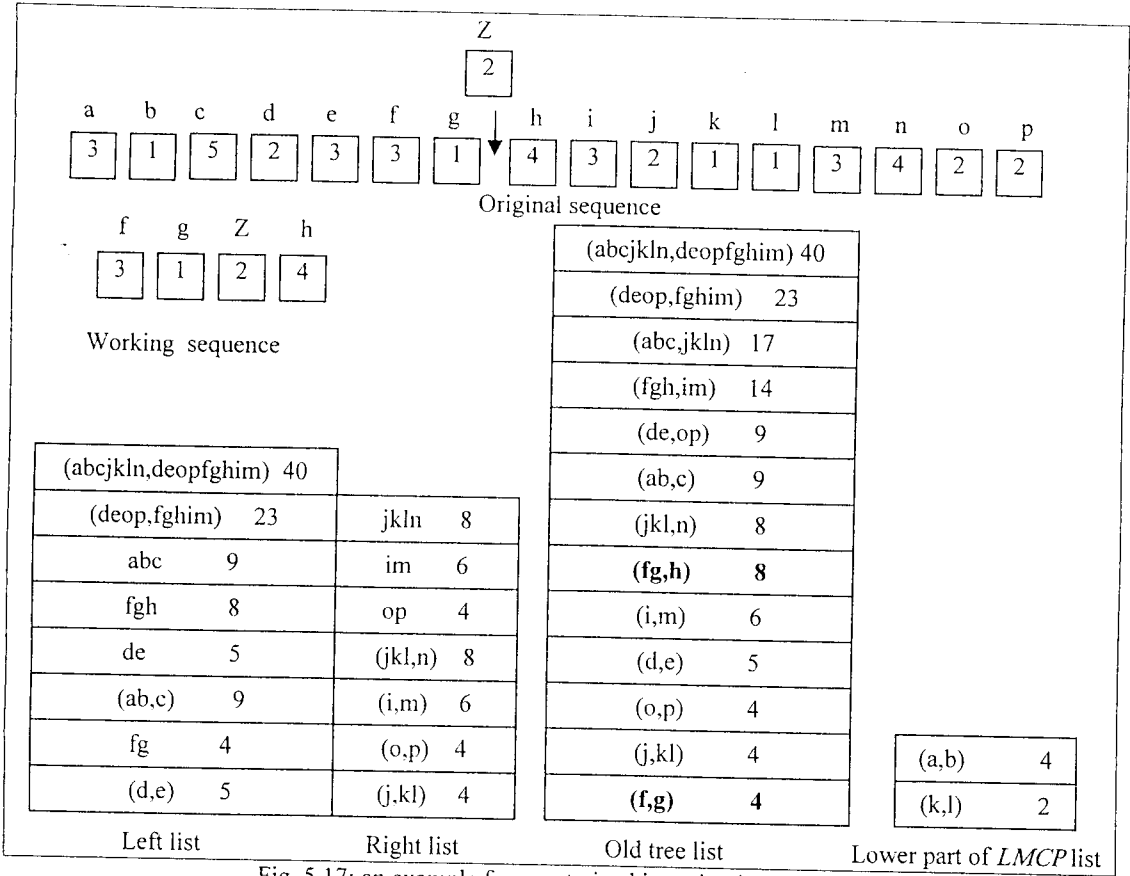 Z
2
a b c d e f g h i j k l m n o p
3 1 5 2 3 3 1 4 3 2 1 1 3 4 2 2
Original sequence
f g Z h
3 1 2 4
Working sequence
(abcjkln,deopfghim) 40
(deop,fghim) 23
abc 9
fgh 8
de 5
(ab,c) 9
fg 4
(d,e) 5
Left list
jkln 8
im 6
op 4
(jkl,n) 8
(i,m) 6
(o,p) 4
(j,kl) 4
Right list
(abcjkln,deopfghim) 40
(deop,fghim) 23
(abc,jkln) 17
(fgh,im) 14
(de,op) 9
(ab,c) 9
(jkl,n) 8
(fg,h) 8
(i,m) 6
(d,e) 5
(o,p) 4
(j,kl) 4
(f,g) 4
Old tree list
(a,b) 4
(k,l) 2
Lower part of LMCP list
Fig. 5.17: an example